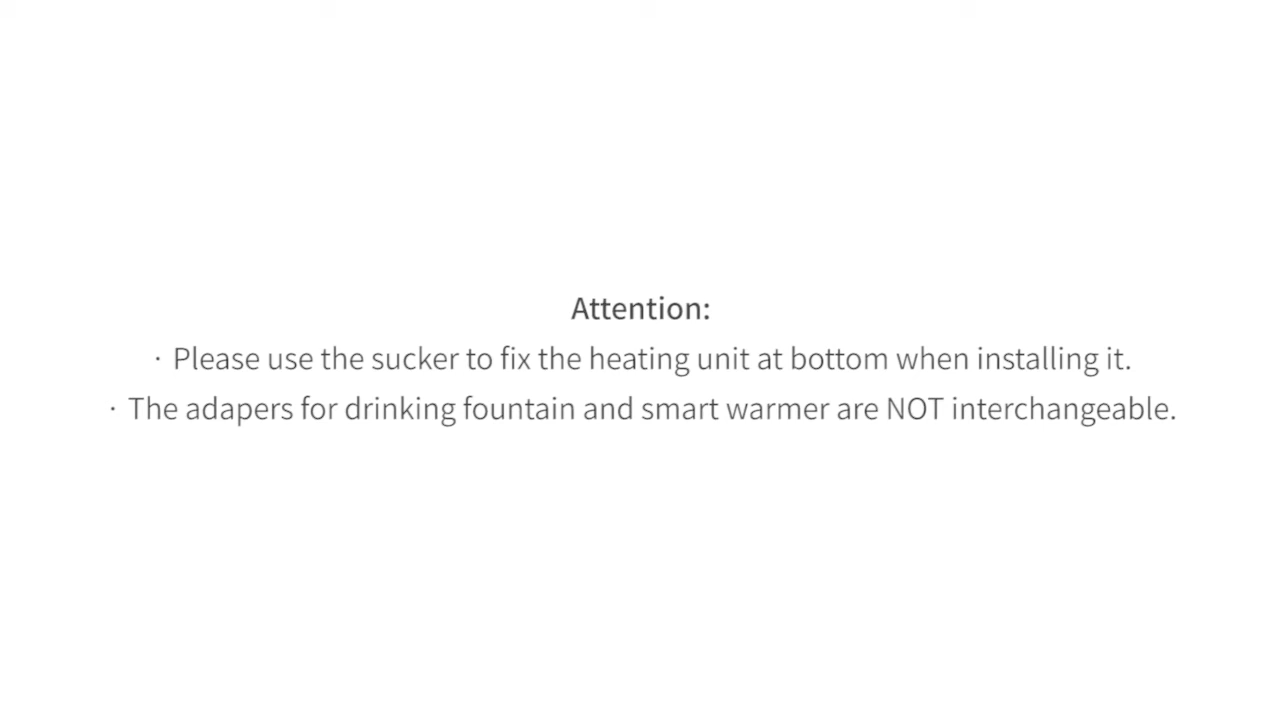 Attention:
· Please use the sucker to fix the heating unit at bottom when installing it.
· The adapers for drinking fountain and smart warmer are NOT interchangeable.